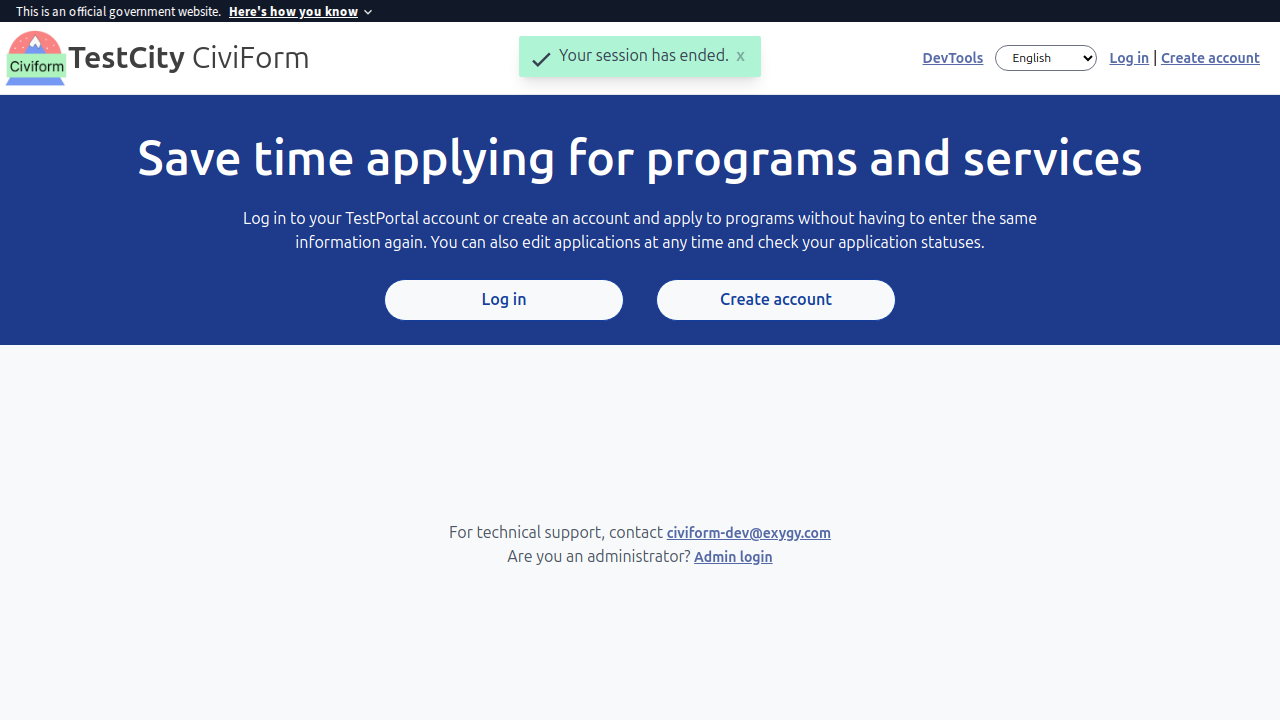 This is an official government website. Here's how you know
Civiform
TestCity CiviForm
Your session has ended. x
DevTools English Log in | Create account
Save time applying for programs and services
Log in to your TestPortal account or create an account and apply to programs without having to enter the same
information again. You can also edit applications at any time and check your application statuses.
Log in
Create account
For technical support, contact civiform-dev@exygy.com
Are you an administrator? Admin login